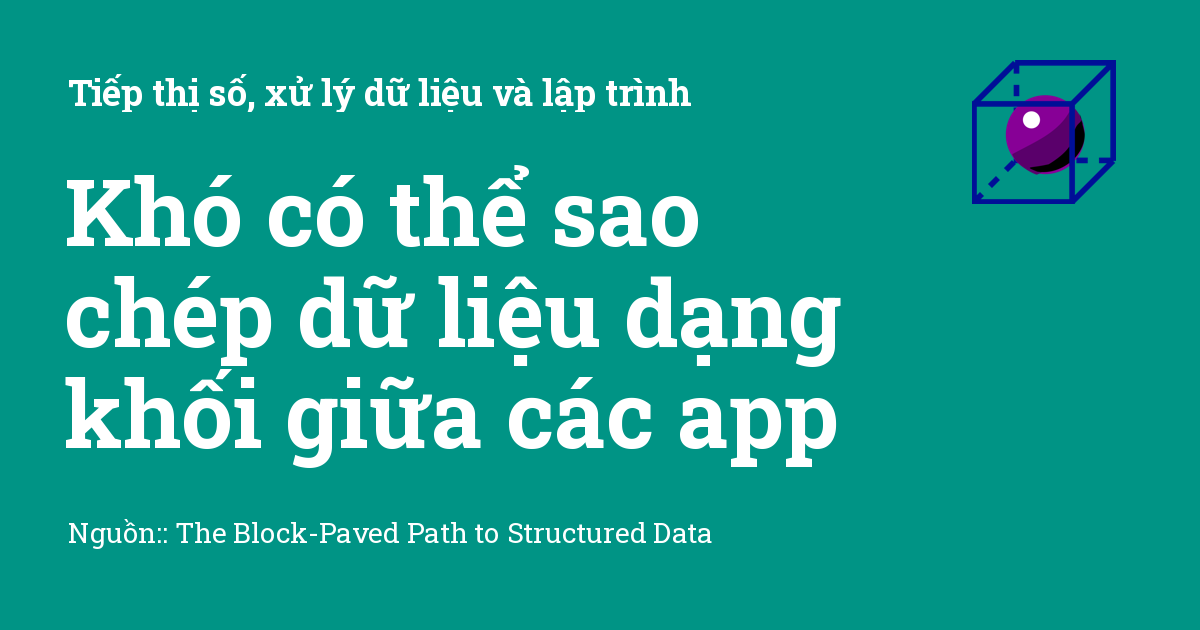 Tiếp thị số, xử lý dữ liệu và lập trình
Khó có thể sao
chép dữ liệu dạng
khối giữa các app
Nguồn:: The Block-Paved Path to Structured Data